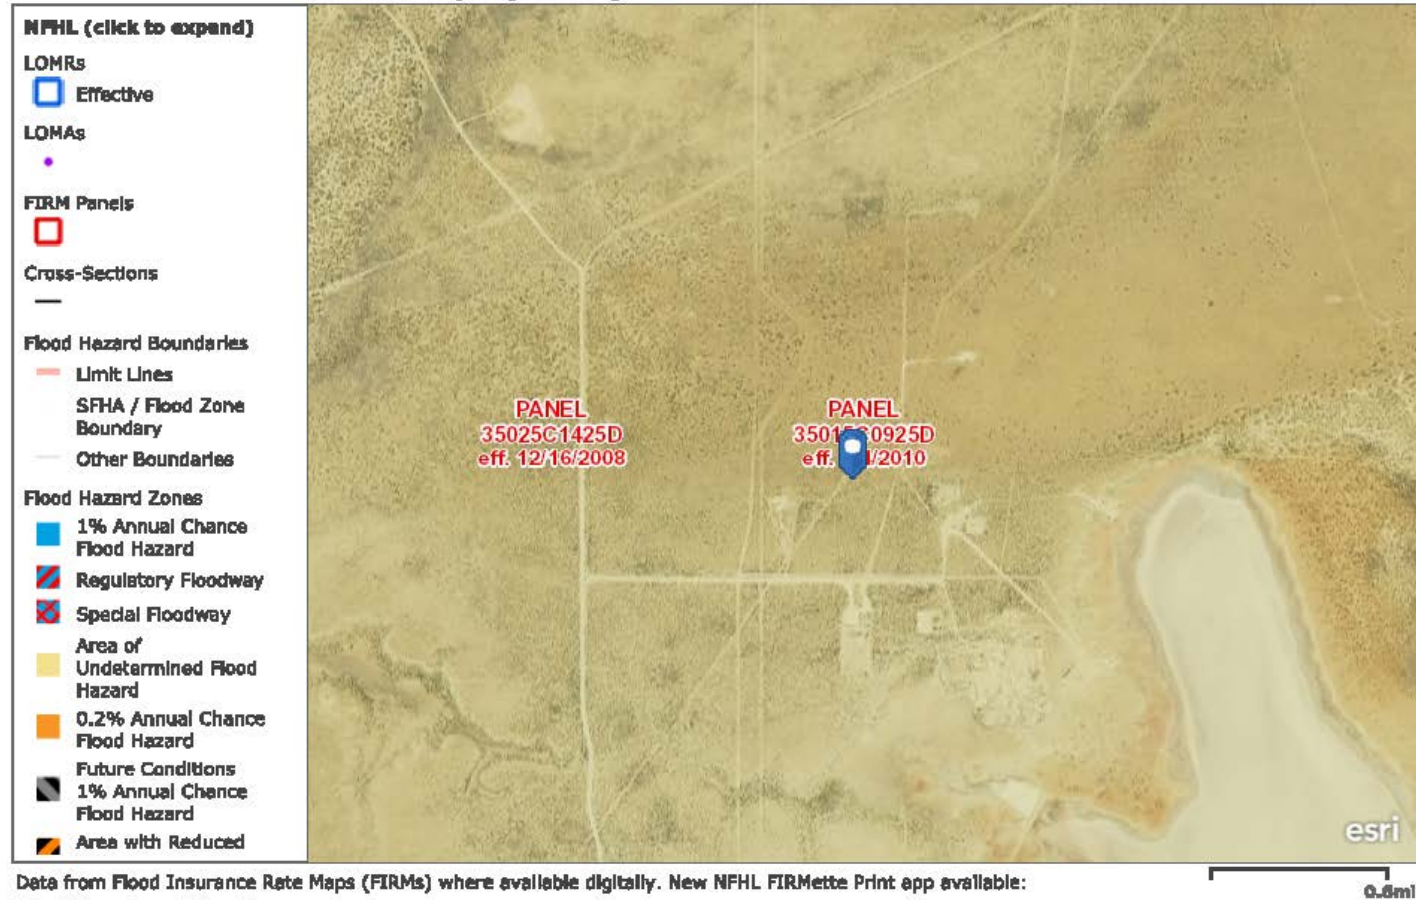 NFHL (click to expand)
LOMRs
Effective
LOMAs
FIRM Panels
Cross-Sections
Flood Hazard Boundaries
Limit Lines
SFHA / Flood Zone
Boundary
Other Boundaries
Flood Hazard Zones
1% Annual Chance
Flood Hazard
Regulatory Floodway
Special Floodway
Area of
Undetermined Flood
Hazard
0.2% Annual Chance
Flood Hazard
Future Conditions
1% Annual Chance
Flood Hazard
Area with Reduced
PANEL
35025C1425D
eff. 12/16/2008
PANEL
35015C0925D
eff. /2010
esri
Data from Flood Insurance Rate Maps (FIRMs) where available digitally. New NFHL FIRMette Print app available:
0.6mi